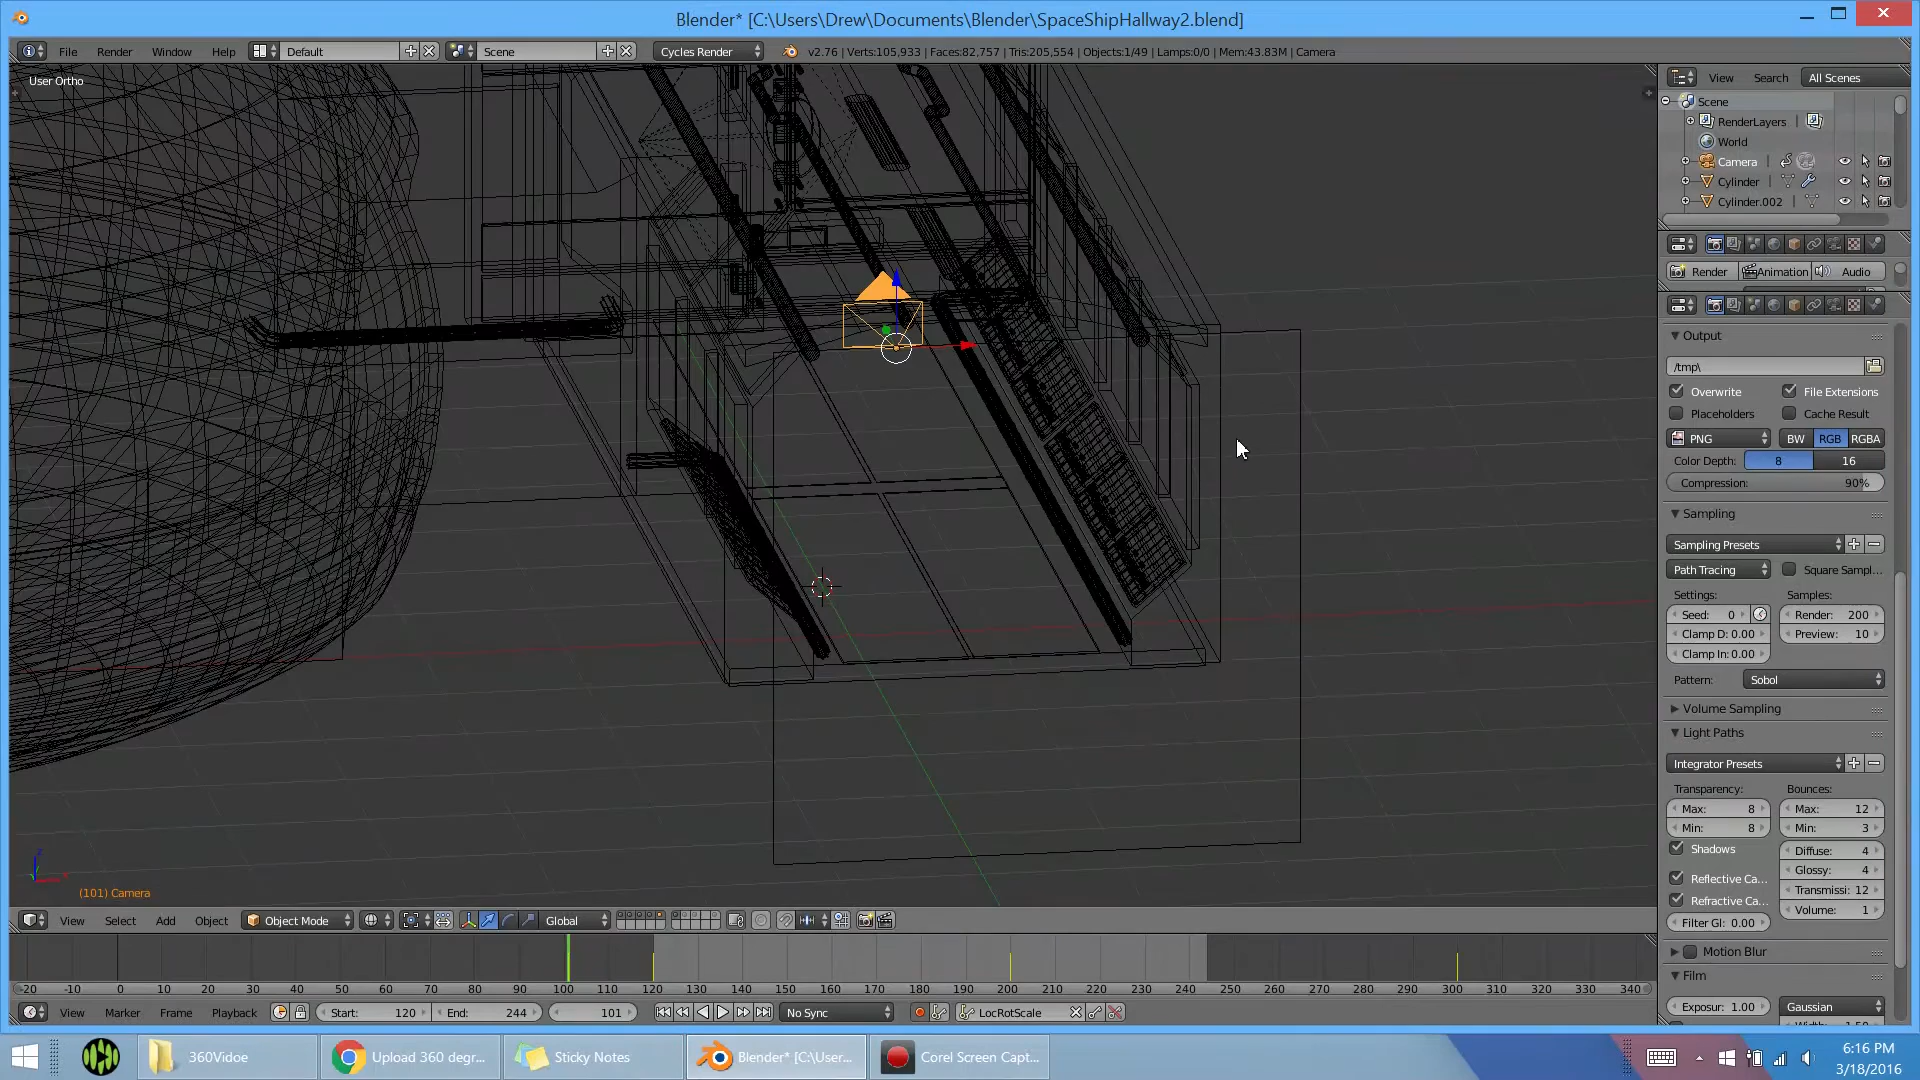 Blender* [C:\Users\Drew\Documents\Blender\SpaceShipHallway2.blend]
File Render Window Help Default Scene Cycles Render v2.76 | Verts:105,933 | Faces:82,757 | Tris:205,554 | Objects:1/49 | Lamps:0/0 | Mem:43.83M | Camera
User Ortho
View Search All Scenes
Scene
RenderLayers
World
Camera
Cylinder
Cylinder.002
Render Animation Audio
Output
/tmp\
Overwrite File Extensions
Placeholders Cache Result
PNG BW RGB RGBA
Color Depth: 8 16
Compression: 90%
Sampling
Sampling Presets
Path Tracing Square Sampl...
Settings: Samples:
Seed: 0 Render: 200
Clamp D: 0.00 Preview: 10
Clamp In: 0.00
Pattern: Sobol
Volume Sampling
Light Paths
Integrator Presets
Transparency: Bounces:
Max: 8 Max: 12
Min: 8 Min: 3
Shadows Diffuse: 4
Glossy: 4
Reflective Ca... Transmissi: 12
Refractive Ca... Volume: 1
Filter Gl: 0.00
Motion Blur
Film
Exposur: 1.00 Gaussian
(101) Camera
View Select Add Object Object Mode Global
-20 -10 0 10 20 30 40 50 60 70 80 90 100 110 120 130 140 150 160 170 180 190 200 210 220 230 240 250 260 270 280 290 300 310 320 330 340
View Marker Frame Playback Start: 120 End: 244 101 No Sync LocRotScale
360Vidoe Upload 360 degr... Sticky Notes Blender* [C:\User... Corel Screen Capt...
6:16 PM
3/18/2016